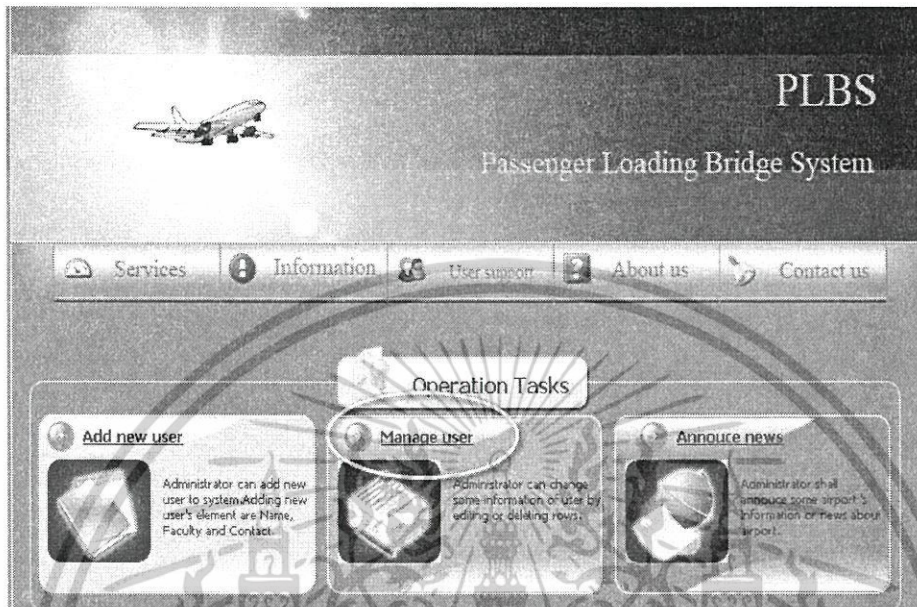 PLBS
Passenger Loading Bridge System
Services
Information
User support
About us
Contact us
Operation Tasks
Add new user
Administrator can add new
user to system.Adding new
user's element are Name,
Faculty and Contact.
Manage user
Administrator can change
some information of user by
editing or deleting rows.
Annouce news
Administrator shall
annouce some airport's
Information or news about
airport.